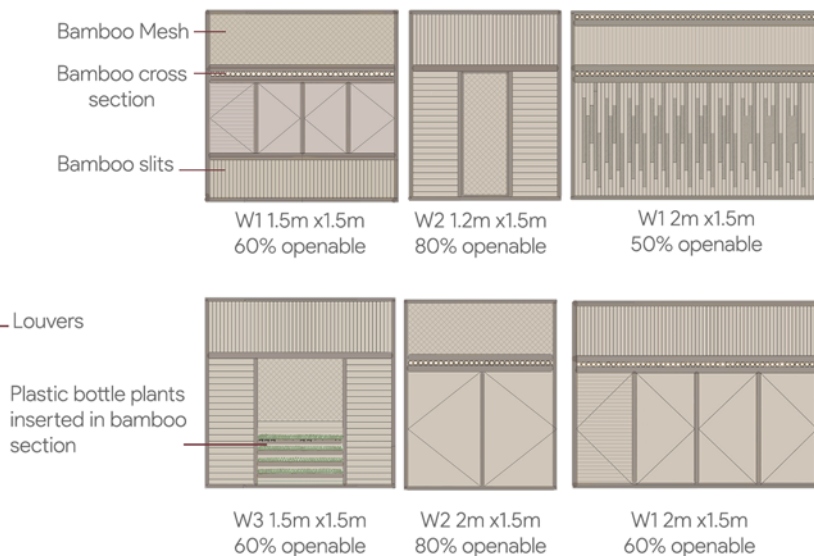 Bamboo Mesh
Bamboo cross
section
Bamboo slits
W1 1.5m x1.5m
60% openable
W2 1.2m x1.5m
80% openable
W1 2m x1.5m
50% openable
Louvers
Plastic bottle plants
inserted in bamboo
section
W3 1.5m x1.5m
60% openable
W2 2m x1.5m
80% openable
W1 2m x1.5m
60% openable